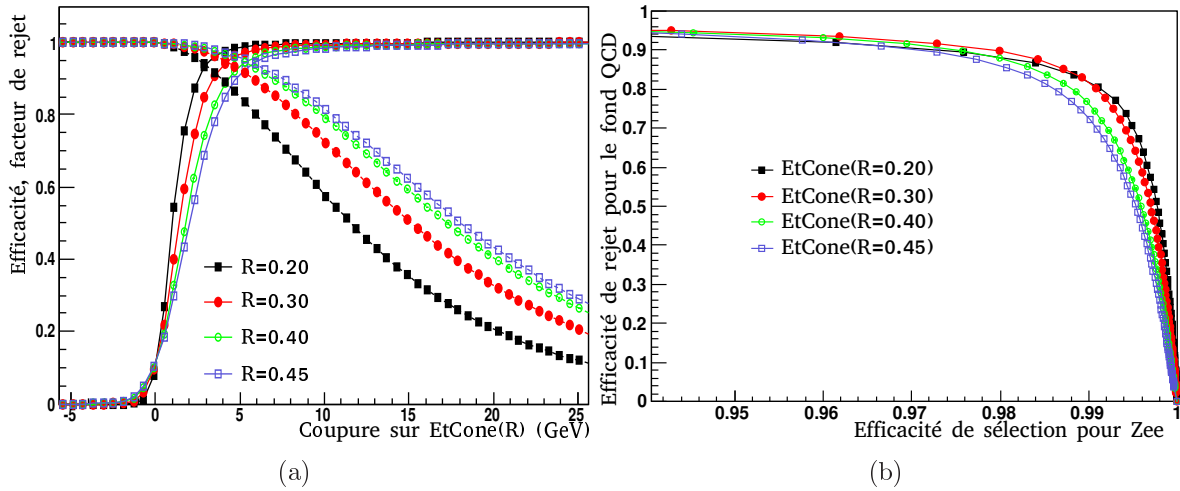 Efficacité, facteur de rejet
1
0.8
0.6
0.4
0.2
0
-5 0 5 10 15 20 25
R=0.20
R=0.30
R=0.40
R=0.45
Coupure sur EtCone(R) (GeV)
(a)
Efficacité de rejet pour le fond QCD
1
0.9
0.8
0.7
0.6
0.5
0.4
0.3
0.2
0.1
0
0.95 0.96 0.97 0.98 0.99 1
EtCone(R=0.20)
EtCone(R=0.30)
EtCone(R=0.40)
EtCone(R=0.45)
Efficacité de sélection pour Zee
(b)